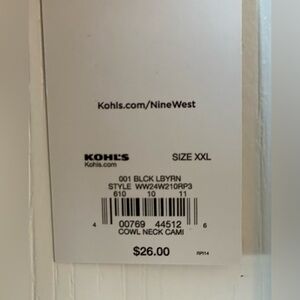 Kohls.com/NineWest
KOHL'S SIZE XXL
Kohls.com
001 BLCK LBYRN
STYLE WW24W210RP3
610 10 11
4 00769 44512 6
COWL NECK CAMI
$26.00 RPI14